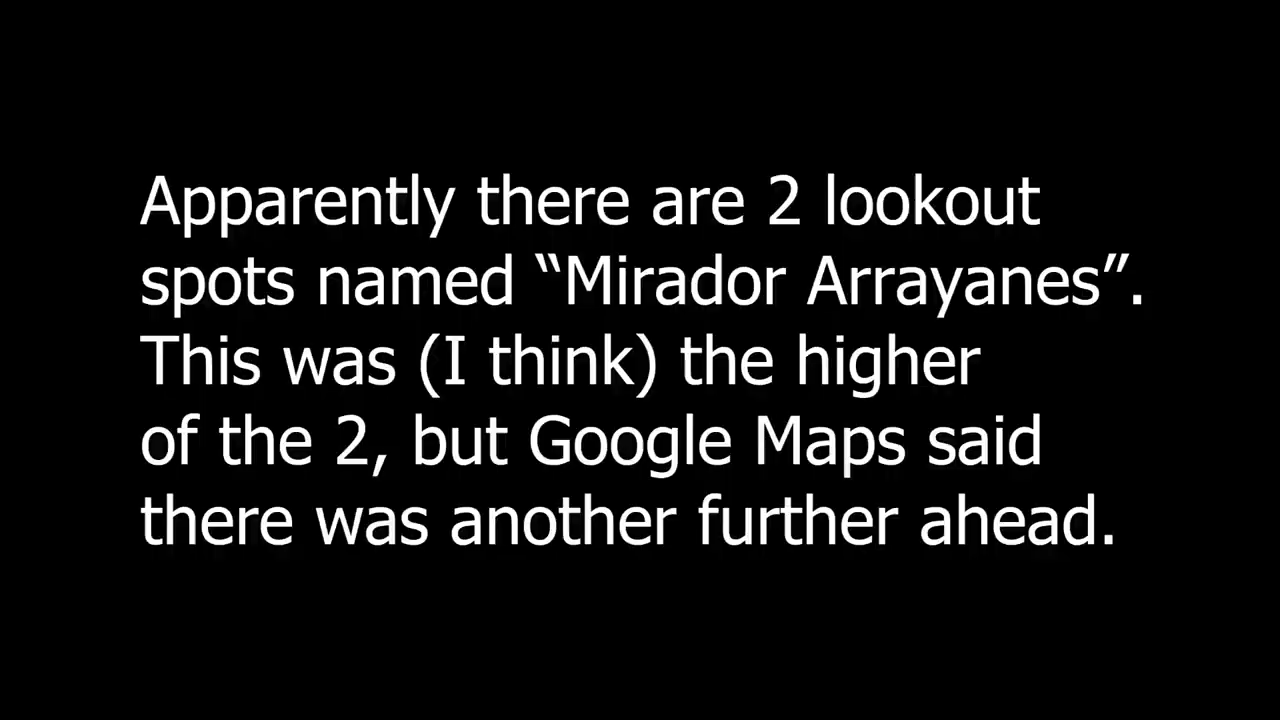 Apparently there are 2 lookout
spots named “Mirador Arrayanes”.
This was (I think) the higher
of the 2, but Google Maps said
there was another further ahead.